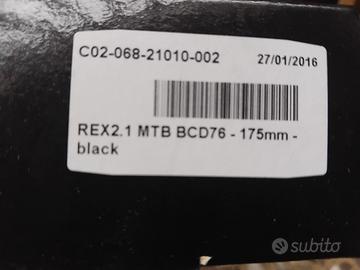 C02-068-21010-002 27/01/2016
REX2.1 MTB BCD76 - 175mm -
black
subito